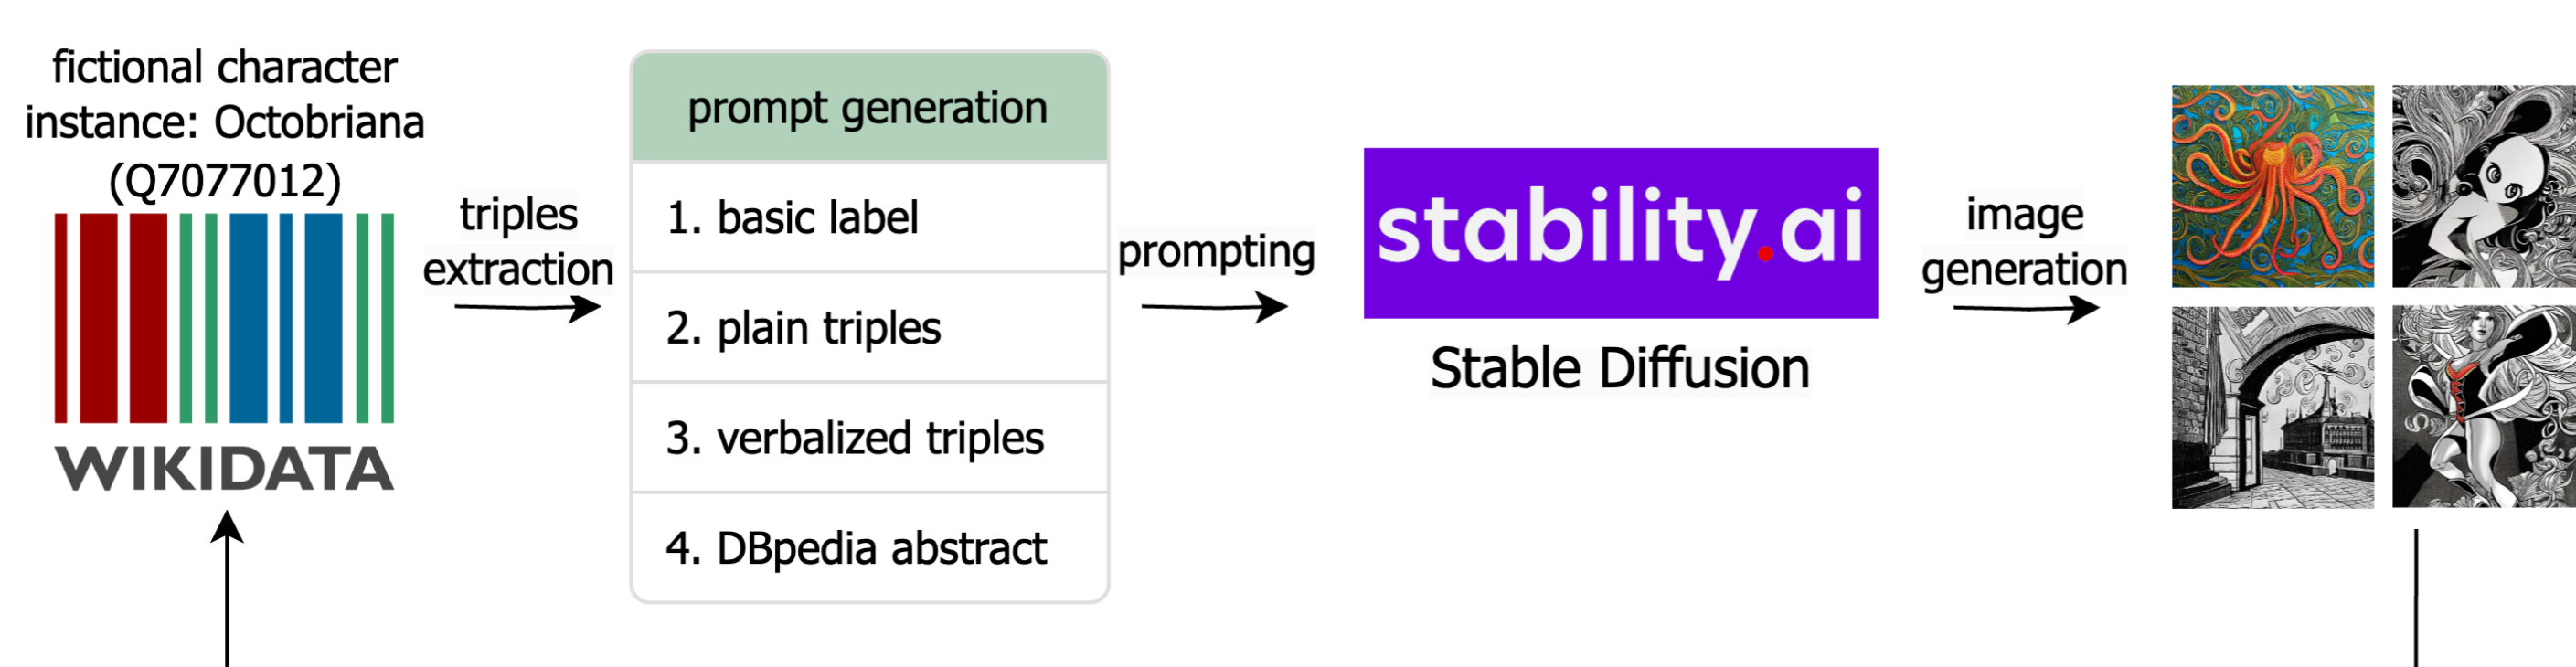 fictional character
instance: Octobriana
(Q7077012)
WIKIDATA
triples
extraction
prompt generation
1. basic label
2. plain triples
3. verbalized triples
4. DBpedia abstract
prompting
stability.ai
Stable Diffusion
image
generation